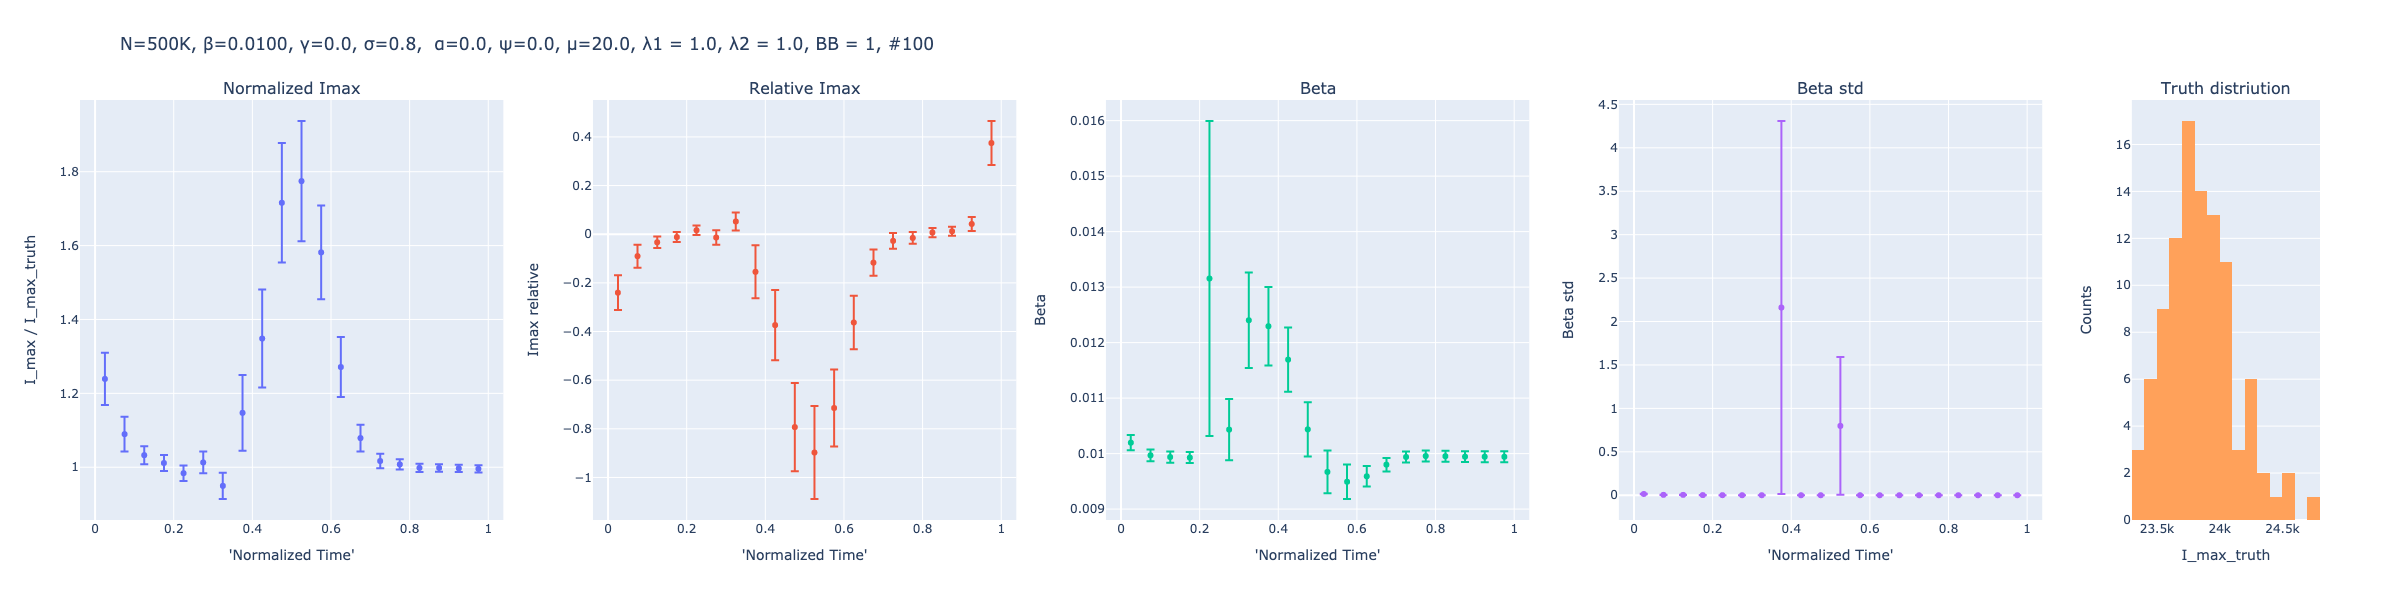 N=500K, β=0.0100, γ=0.0, σ=0.8,  α=0.0, ψ=0.0, μ=20.0, λ1 = 1.0, λ2 = 1.0, BB = 1, #100
Normalized Imax
I_max / I_max_truth
1.8
1.6
1.4
1.2
1
0 0.2 0.4 0.6 0.8 1
'Normalized Time'
Relative Imax
Imax relative
0.4
0.2
0
−0.2
−0.4
−0.6
−0.8
−1
0 0.2 0.4 0.6 0.8 1
'Normalized Time'
Beta
Beta
0.016
0.015
0.014
0.013
0.012
0.011
0.01
0.009
0 0.2 0.4 0.6 0.8 1
'Normalized Time'
Beta std
Beta std
4.5
4
3.5
3
2.5
2
1.5
1
0.5
0
0 0.2 0.4 0.6 0.8 1
'Normalized Time'
Truth distriution
Counts
16
14
12
10
8
6
4
2
0
23.5k 24k 24.5k
I_max_truth